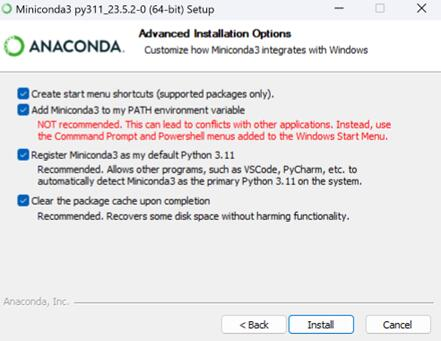 Miniconda3 py311_23.5.2-0 (64-bit) Setup
ANACONDA.
Advanced Installation Options
Customize how Miniconda3 integrates with Windows
Create start menu shortcuts (supported packages only).
Add Miniconda3 to my PATH environment variable
NOT recommended. This can lead to conflicts with other applications. Instead, use
the Commmand Prompt and Powershell menus added to the Windows Start Menu.
Register Miniconda3 as my default Python 3.11
Recommended. Allows other programs, such as VSCode, PyCharm, etc. to
automatically detect Miniconda3 as the primary Python 3.11 on the system.
Clear the package cache upon completion
Recommended. Recovers some disk space without harming functionality.
Anaconda, Inc.
< Back
Install
Cancel